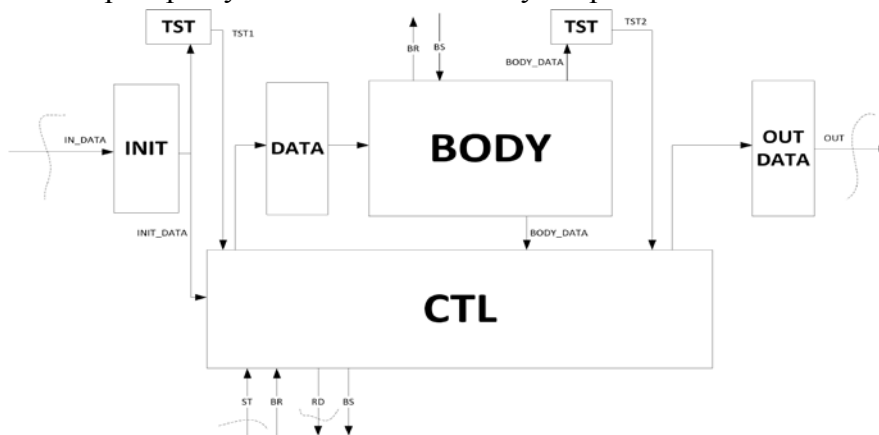 TST
TST1
TST
TST2
BR
BS
BODY_DATA
IN_DATA
INIT
DATA
BODY
OUT
DATA
OUT
INIT_DATA
BODY_DATA
CTL
ST
BR
RD
BS